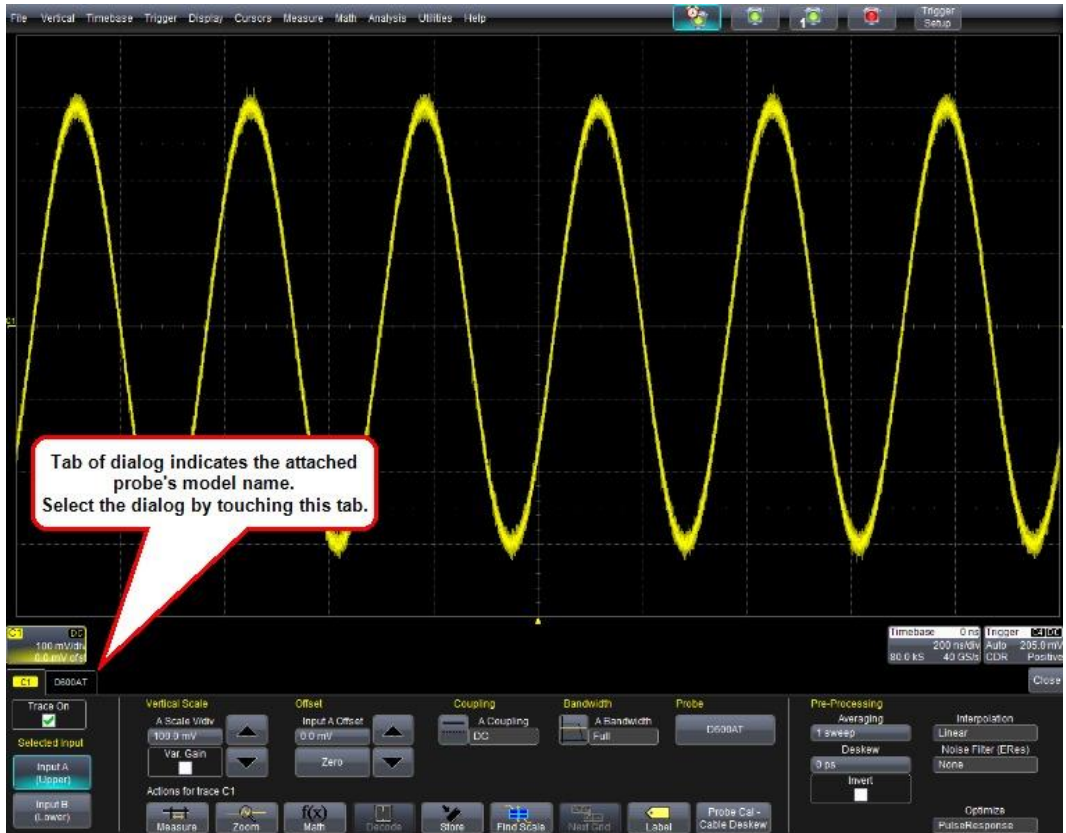 File Vertical Timebase Trigger Display Cursors Measure Math Analysis Utilities Help
1
Trigger
Setup
C1
Tab of dialog indicates the attached
probe's model name.
Select the dialog by touching this tab.
C1 DC
100 mV/div
0.0 mV ofst
Timebase 0 ns
200 ns/div
80.0 kS 40 GS/s
Trigger C4 DC
Auto 205.0 mV
CDR Positive
C1 D600AT
Close
Trace On
Selected Input
Input A
(Upper)
Input B
(Lower)
Vertical Scale
A Scale V/div
100.0 mV
Var. Gain
Offset
Input A Offset
0.0 mV
Zero
Coupling
A Coupling
DC
Bandwidth
A Bandwidth
Full
Probe
D600AT
Pre-Processing
Averaging
1 sweep
Deskew
0 ps
Invert
Interpolation
Linear
Noise Filter (ERes)
None
Optimize
PulseResponse
Actions for trace C1
Measure
Zoom
f(x)
Math
Decode
Store
Find Scale
Next Grid
Label
Probe Cal -
Cable Deskew